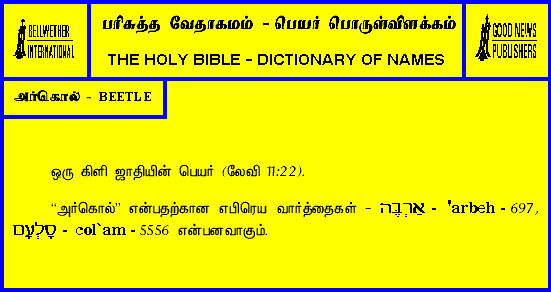 BELLWETHER
INTERNATIONAL
பரிசுத்த வேதாகமம் - பெயர் பொருள்விளக்கம்
THE HOLY BIBLE - DICTIONARY OF NAMES
GOOD NEWS
PUBLISHERS
அர்கொல் - BEETLE
ஒரு கிளி ஜாதியின் பெயர் (லேவி 11:22).
“அர்கொல்” என்பதற்கான எபிரெய வார்த்தைகள் - אַרְבֶּה - 'arbeh - 697,
סָלְעָם - col`am - 5556 என்பனவாகும்.